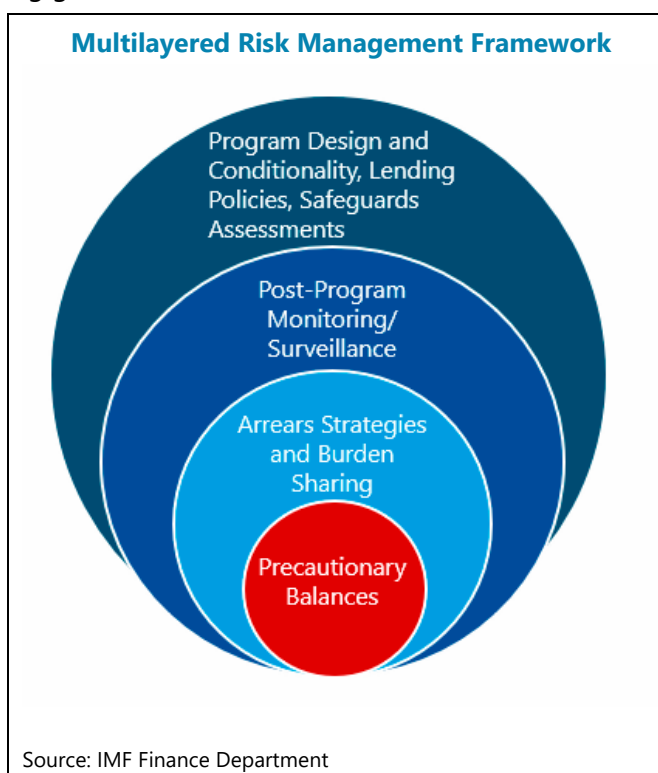 Multilayered Risk Management Framework
Program Design and
Conditionality, Lending
Policies, Safeguards
Assessments
Post-Program
Monitoring/
Surveillance
Arrears Strategies
and Burden
Sharing
Precautionary
Balances
Source: IMF Finance Department